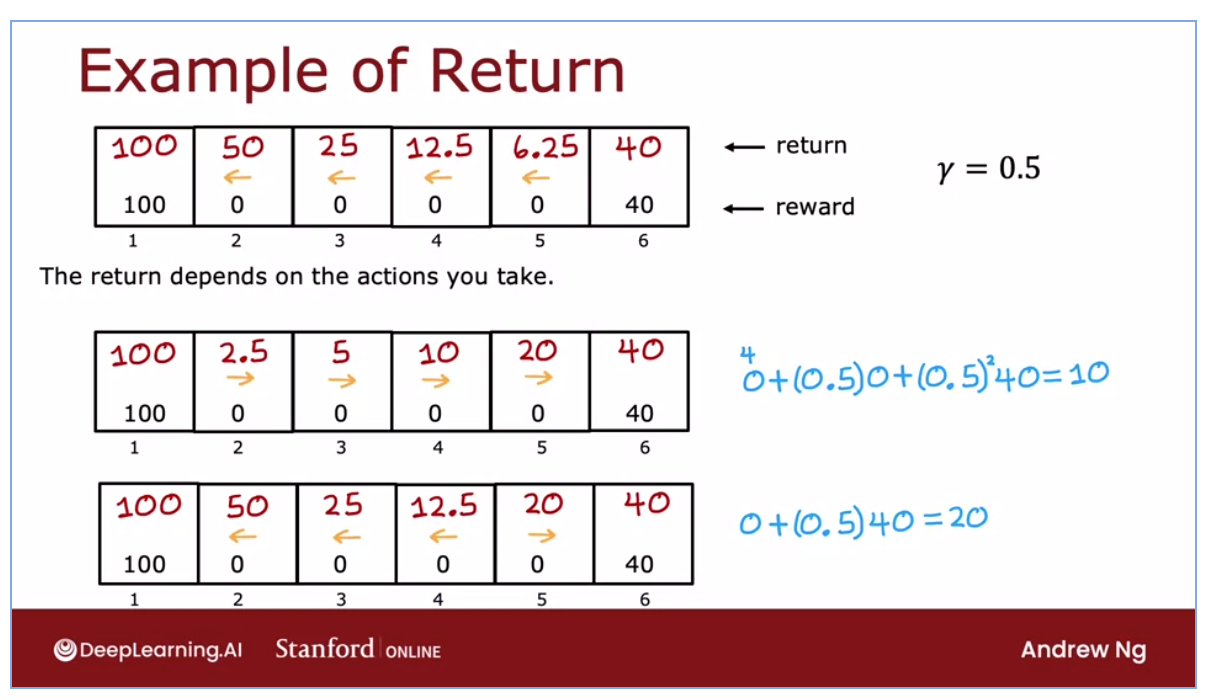 Example of Return
100 50 25 12.5 6.25 40 ← return
← ← ← ← γ = 0.5
100 0 0 0 0 40 ← reward
1 2 3 4 5 6
The return depends on the actions you take.
100 2.5 5 10 20 40
→ → → →
100 0 0 0 0 40
1 2 3 4 5 6
4
0+(0.5)0+(0.5)²40=10
100 50 25 12.5 20 40
← ← ← →
100 0 0 0 0 40
1 2 3 4 5 6
0+(0.5)40=20
DeepLearning.AI Stanford ONLINE Andrew Ng